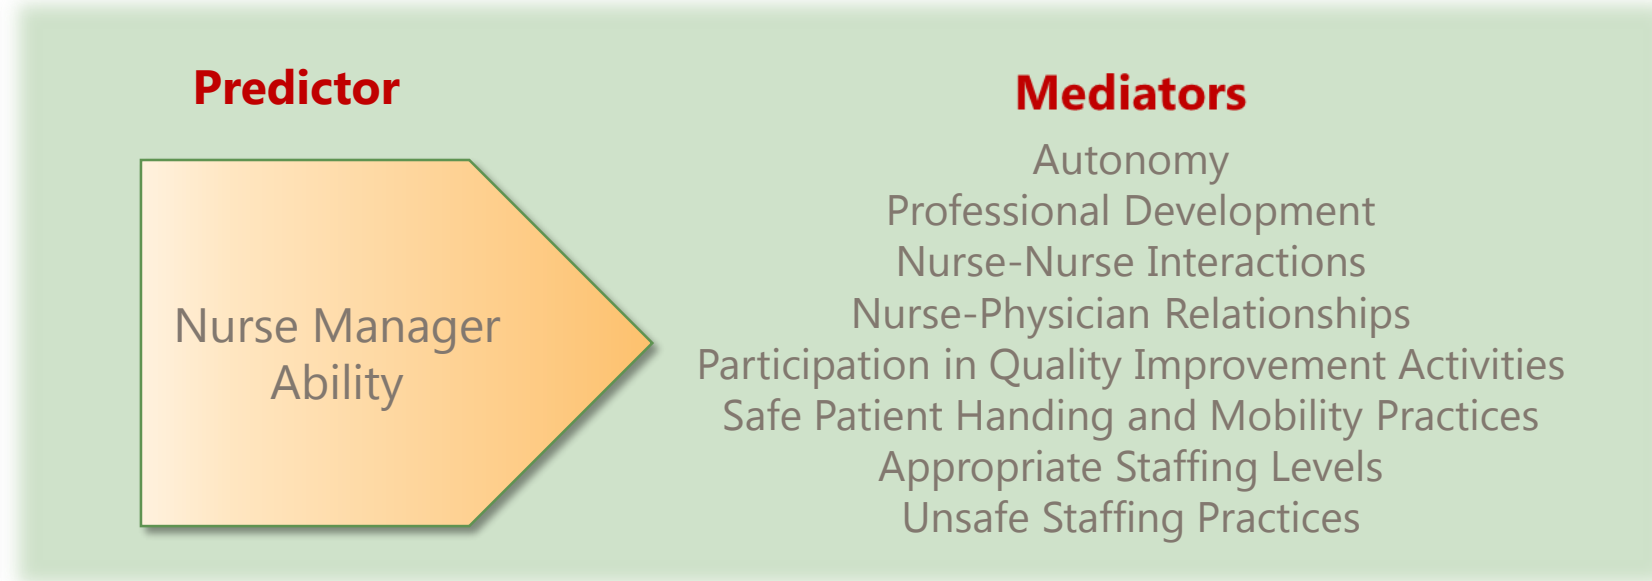 Predictor
Nurse Manager
Ability
Mediators
Autonomy
Professional Development
Nurse-Nurse Interactions
Nurse-Physician Relationships
Participation in Quality Improvement Activities
Safe Patient Handing and Mobility Practices
Appropriate Staffing Levels
Unsafe Staffing Practices